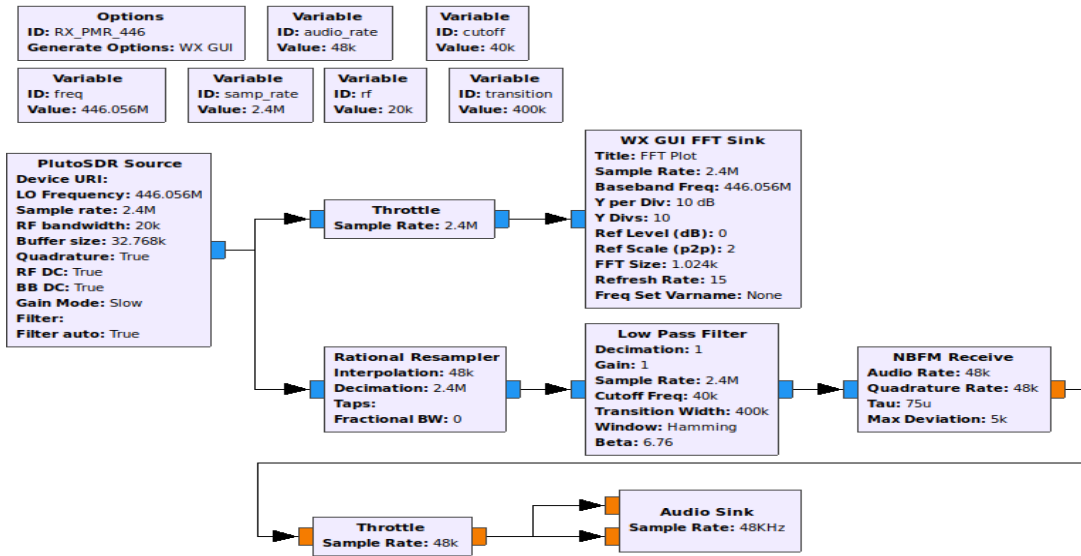 Options
ID: RX_PMR_446
Generate Options: WX GUI
Variable
ID: audio_rate
Value: 48k
Variable
ID: cutoff
Value: 40k
Variable
ID: freq
Value: 446.056M
Variable
ID: samp_rate
Value: 2.4M
Variable
ID: rf
Value: 20k
Variable
ID: transition
Value: 400k
PlutoSDR Source
Device URI:
LO Frequency: 446.056M
Sample rate: 2.4M
RF bandwidth: 20k
Buffer size: 32.768k
Quadrature: True
RF DC: True
BB DC: True
Gain Mode: Slow
Filter:
Filter auto: True
Throttle
Sample Rate: 2.4M
WX GUI FFT Sink
Title: FFT Plot
Sample Rate: 2.4M
Baseband Freq: 446.056M
Y per Div: 10 dB
Y Divs: 10
Ref Level (dB): 0
Ref Scale (p2p): 2
FFT Size: 1.024k
Refresh Rate: 15
Freq Set Varname: None
Rational Resampler
Interpolation: 48k
Decimation: 2.4M
Taps:
Fractional BW: 0
Low Pass Filter
Decimation: 1
Gain: 1
Sample Rate: 2.4M
Cutoff Freq: 40k
Transition Width: 400k
Window: Hamming
Beta: 6.76
NBFM Receive
Audio Rate: 48k
Quadrature Rate: 48k
Tau: 75u
Max Deviation: 5k
Throttle
Sample Rate: 48k
Audio Sink
Sample Rate: 48KHz